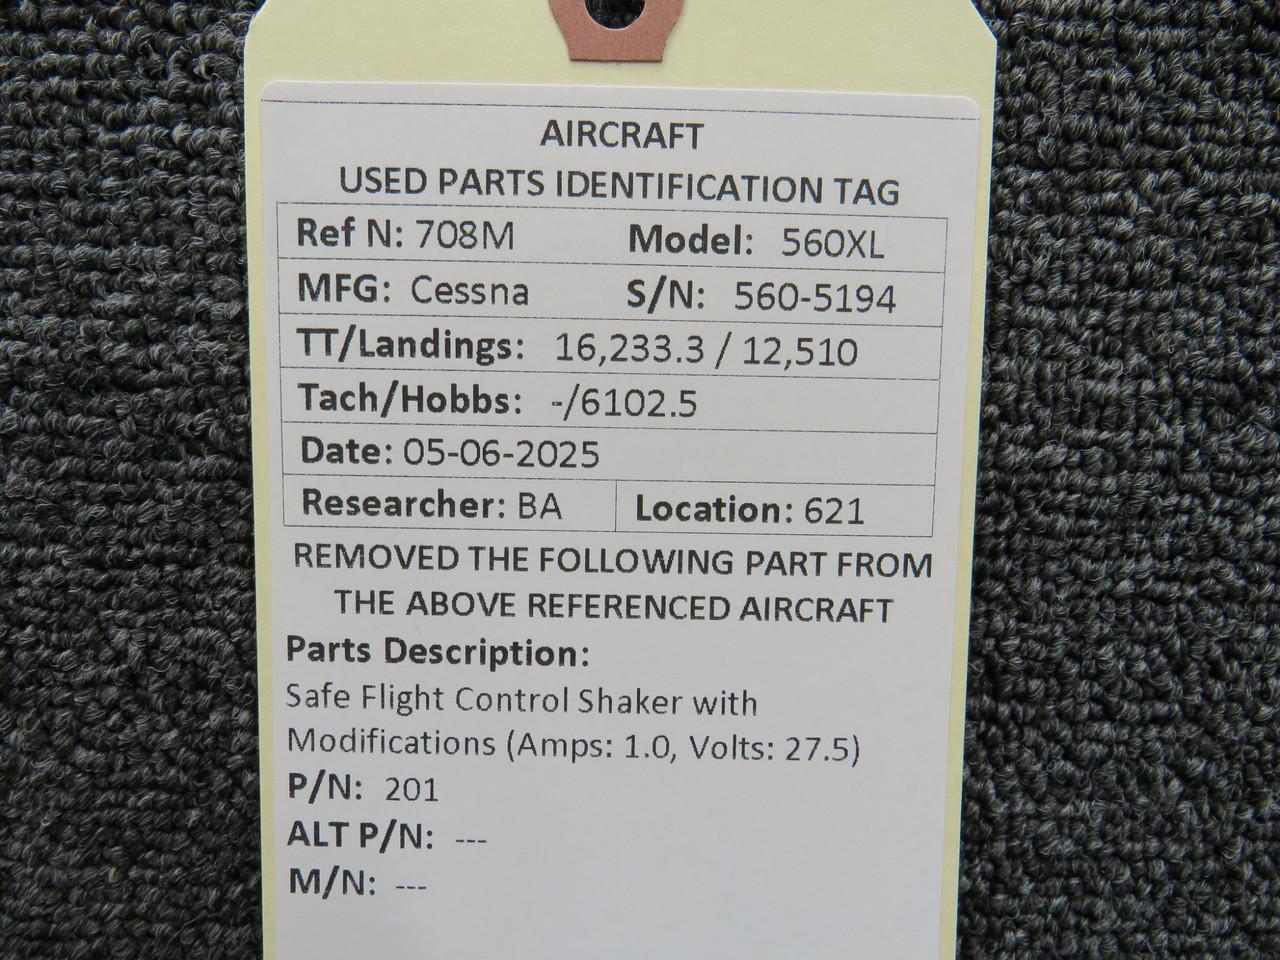 AIRCRAFT
USED PARTS IDENTIFICATION TAG
Ref N: 708M Model: 560XL
MFG: Cessna S/N: 560-5194
TT/Landings: 16,233.3 / 12,510
Tach/Hobbs: -/6102.5
Date: 05-06-2025
Researcher: BA Location: 621
REMOVED THE FOLLOWING PART FROM
THE ABOVE REFERENCED AIRCRAFT
Parts Description:
Safe Flight Control Shaker with
Modifications (Amps: 1.0, Volts: 27.5)
P/N: 201
ALT P/N: ---
M/N: ---